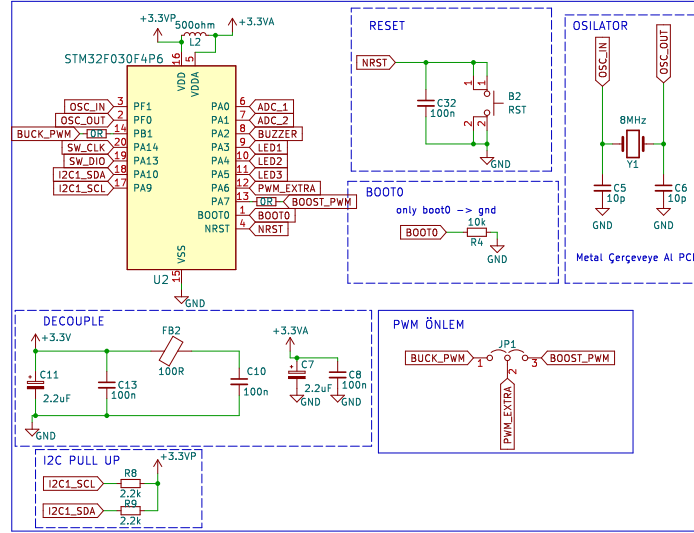 +3.3VP
500ohm
+3.3VA
L2
STM32F030F4P6
16
5
VDD
VDDA
OSC_IN 3 PF1
OSC_OUT 2 PF0
BUCK_PWM 0R 14 PB1
SW_CLK 20 PA14
SW_DIO 19 PA13
I2C1_SDA 18 PA10
I2C1_SCL 17 PA9
PA0 6 ADC_1
PA1 7 ADC_2
PA2 8 BUZZER
PA3 9 LED1
PA4 10 LED2
PA5 11 LED3
PA6 12 PWM_EXTRA
PA7 13 0R BOOST_PWM
BOOT0 1 BOOT0
NRST 4 NRST
VSS
U2
15
GND
RESET
NRST
C32
100n
1 1
B2
RST
2 2
GND
OSILATOR
OSC_IN
OSC_OUT
8MHz
Y1
C5
10p
C6
10p
GND
GND
Metal Çerçeveye Al PCB
BOOT0
only boot0 -> gnd
BOOT0
10k
R4
GND
DECOUPLE
+3.3V
FB2
100R
C11
2.2uF
C13
100n
C10
100n
GND
+3.3VA
C7
2.2uF
C8
100n
GND
GND
PWM ÖNLEM
JP1
BUCK_PWM 1
2
3 BOOST_PWM
PWM_EXTRA
I2C PULL UP
+3.3VP
I2C1_SCL
R8
2.2k
I2C1_SDA
R9
2.2k